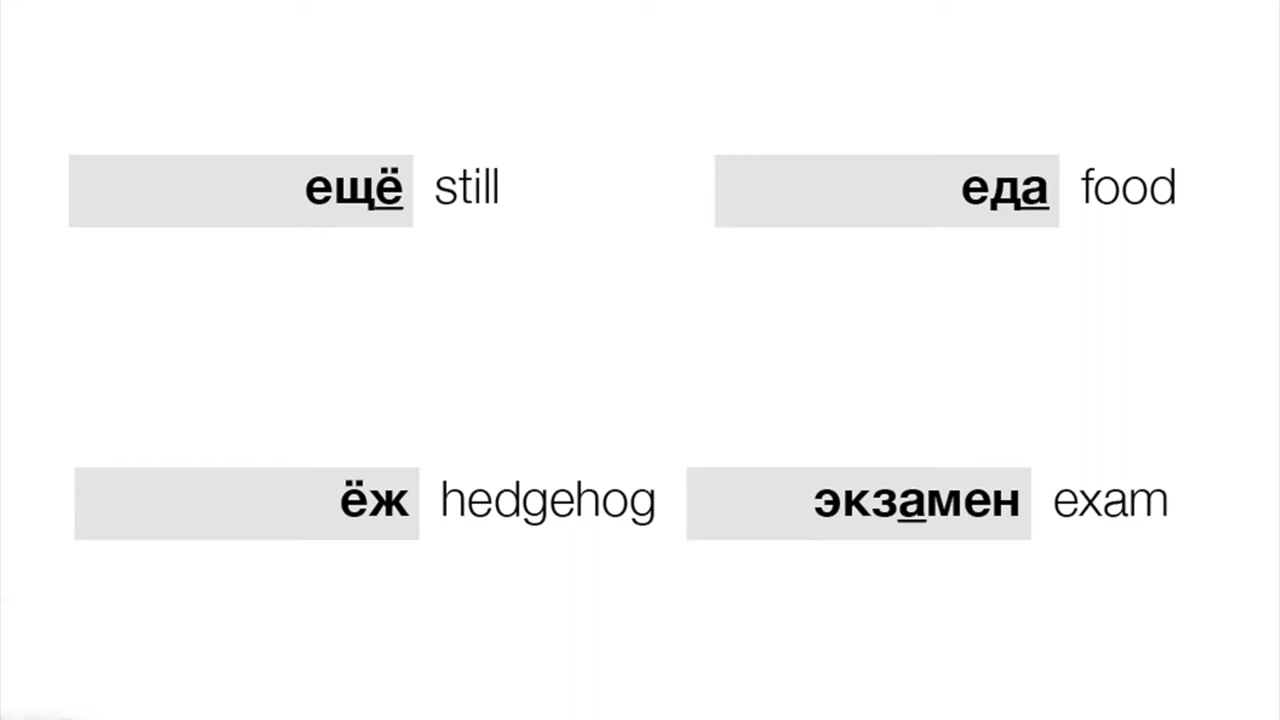 ещё still
еда food
ёж hedgehog
экзамен exam